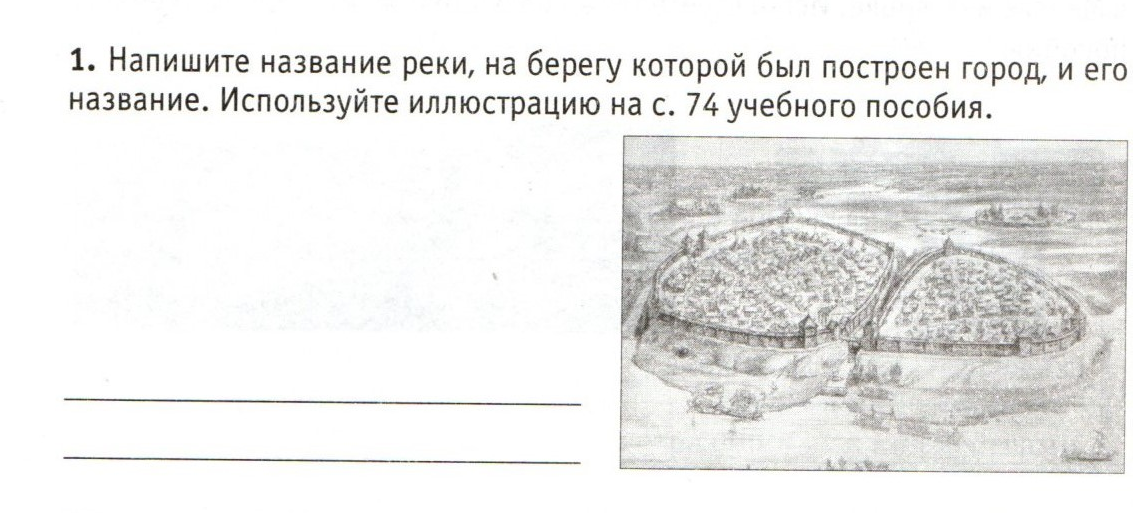 1. Напишите название реки, на берегу которой был построен город, и его
название. Используйте иллюстрацию на с. 74 учебного пособия.